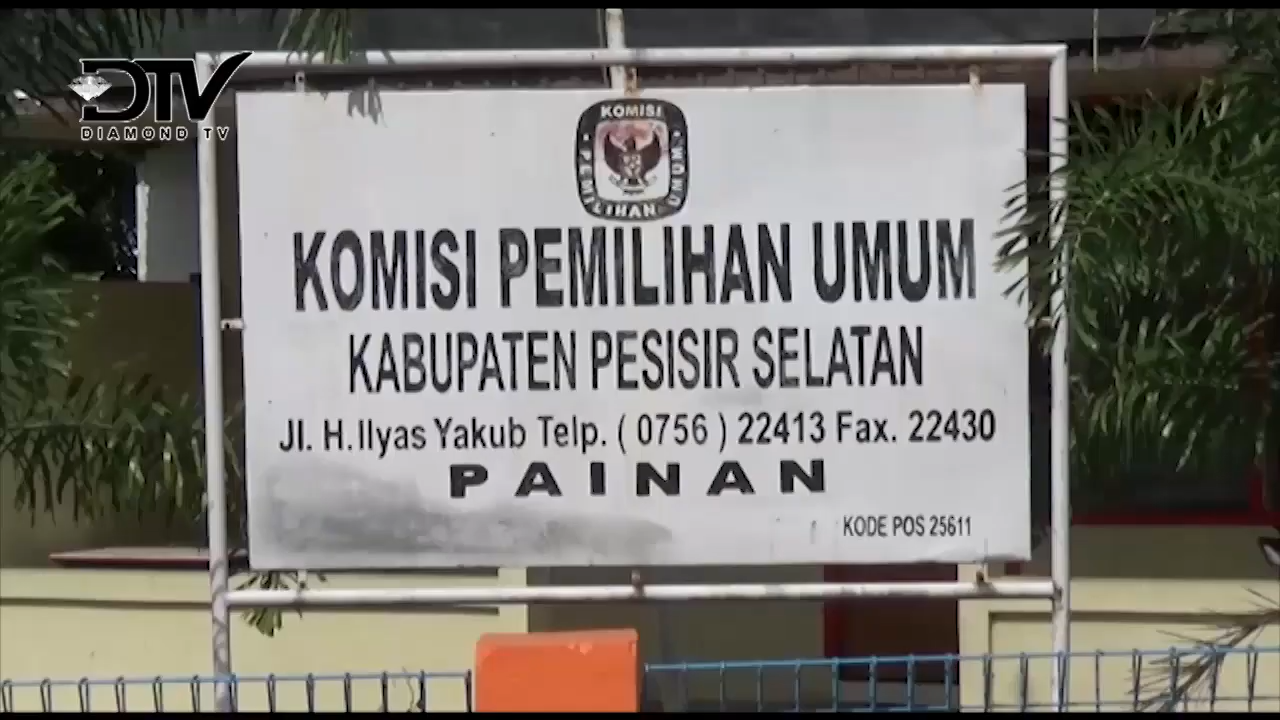 DTV
DIAMOND TV
KOMISI
PEMILIHAN UMUM
KOMISI PEMILIHAN UMUM
KABUPATEN PESISIR SELATAN
Jl. H. Ilyas Yakub Telp. ( 0756 ) 22413 Fax. 22430
PAINAN
KODE POS 25611